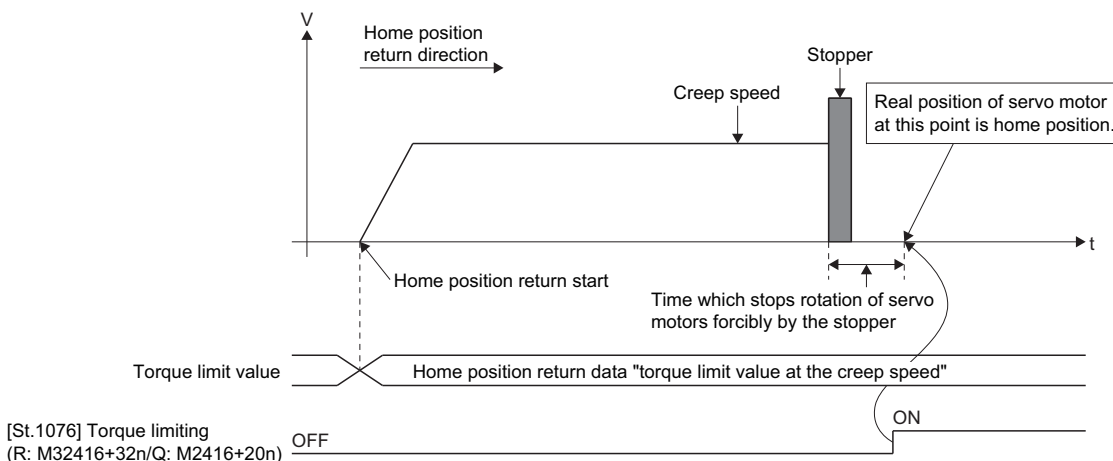 V
Home position
return direction
Stopper
Creep speed
Real position of servo motor
at this point is home position.
t
Home position return start
Time which stops rotation of servo
motors forcibly by the stopper
Torque limit value
Home position return data "torque limit value at the creep speed"
[St.1076] Torque limiting
(R: M32416+32n/Q: M2416+20n)
OFF
ON